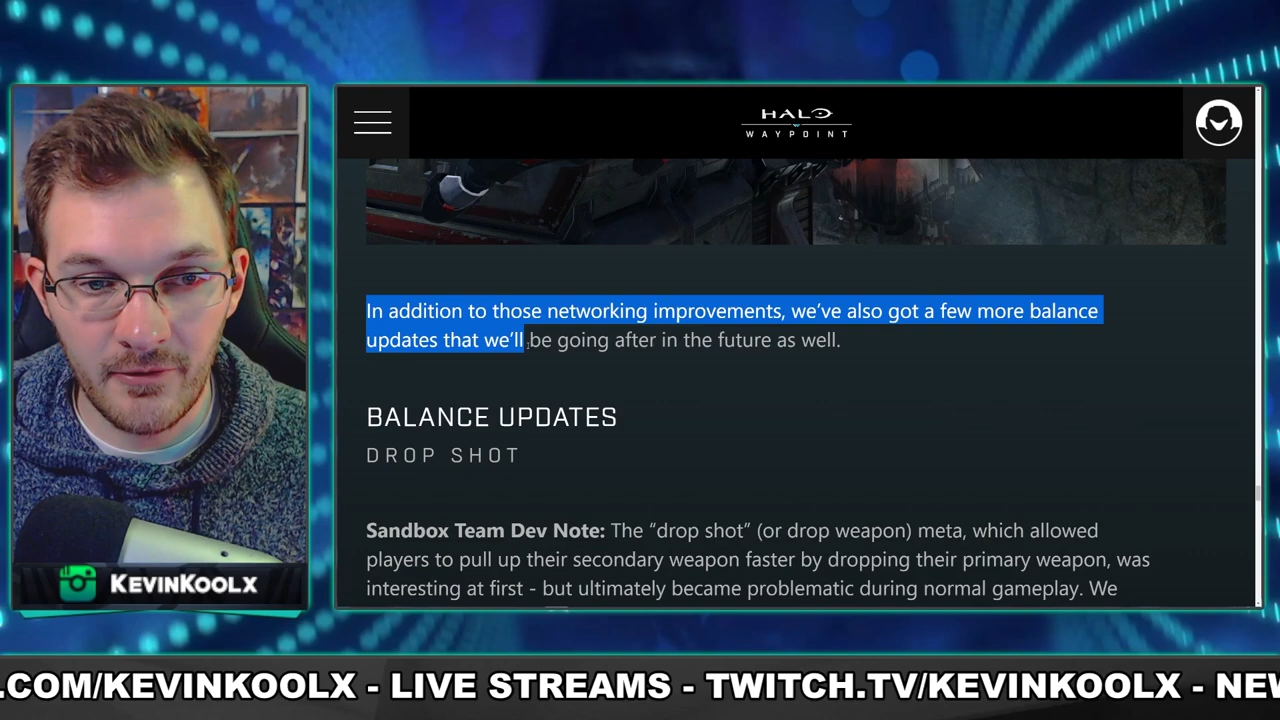 HALO
WAYPOINT
In addition to those networking improvements, we've also got a few more balance
updates that we'll be going after in the future as well.
BALANCE UPDATES
DROP SHOT
Sandbox Team Dev Note: The “drop shot” (or drop weapon) meta, which allowed
players to pull up their secondary weapon faster by dropping their primary weapon, was
interesting at first - but ultimately became problematic during normal gameplay. We
KEVINKOOLX
.COM/KEVINKOOLX - LIVE STREAMS - TWITCH.TV/KEVINKOOLX - NEW